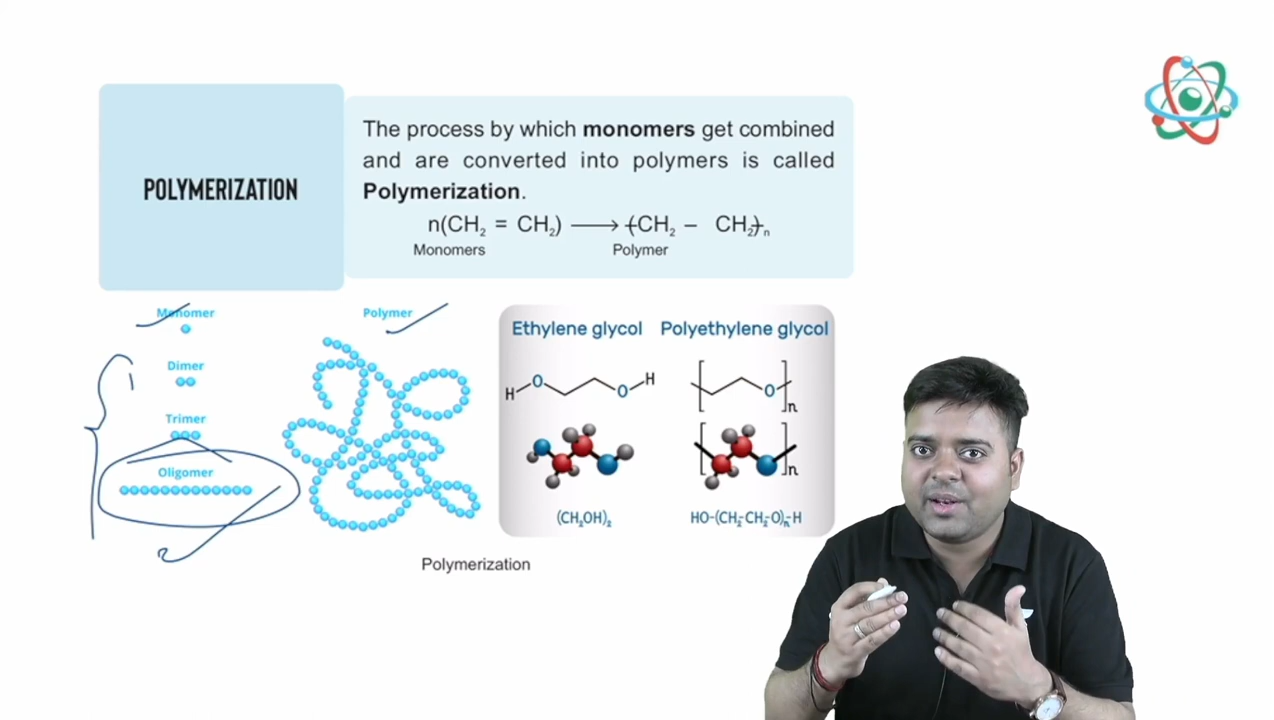 POLYMERIZATION
The process by which monomers get combined
and are converted into polymers is called
Polymerization.
n(CH₂ = CH₂) ⟶ (CH₂ – CH₂)ₙ
Monomers Polymer
Monomer
Polymer
Dimer
Trimer
Oligomer
Ethylene glycol Polyethylene glycol
H O O H
O n
n
(CH₂OH)₂ HO-(CH₂-CH₂-O)ₙ-H
Polymerization